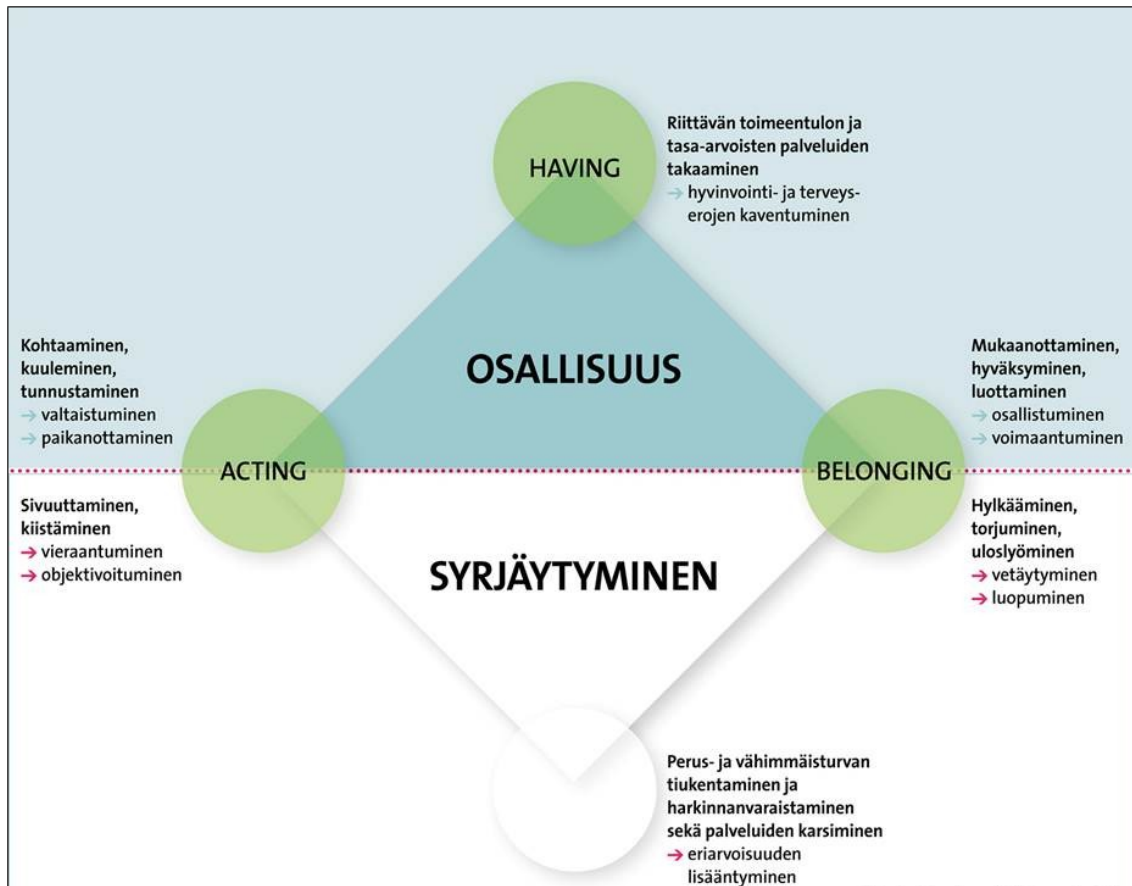 HAVING
Riittävän toimeentulon ja
tasa-arvoisten palveluiden
takaaminen
→ hyvinvointi- ja terveys-
erojen kaventuminen
Kohtaaminen,
kuuleminen,
tunnustaminen
→ valtaistuminen
→ paikanottaminen
OSALLISUUS
Mukaanottaminen,
hyväksyminen,
luottaminen
→ osallistuminen
→ voimaantuminen
ACTING
BELONGING
Sivuuttaminen,
kiistäminen
→ vieraantuminen
→ objektivoituminen
SYRJÄYTYMINEN
Hylkääminen,
torjuminen,
uloslyöminen
→ vetäytyminen
→ luopuminen
Perus- ja vähimmäisturvan
tiukentaminen ja
harkinnanvaraistaminen
sekä palveluiden karsiminen
→ eriarvoisuuden
lisääntyminen